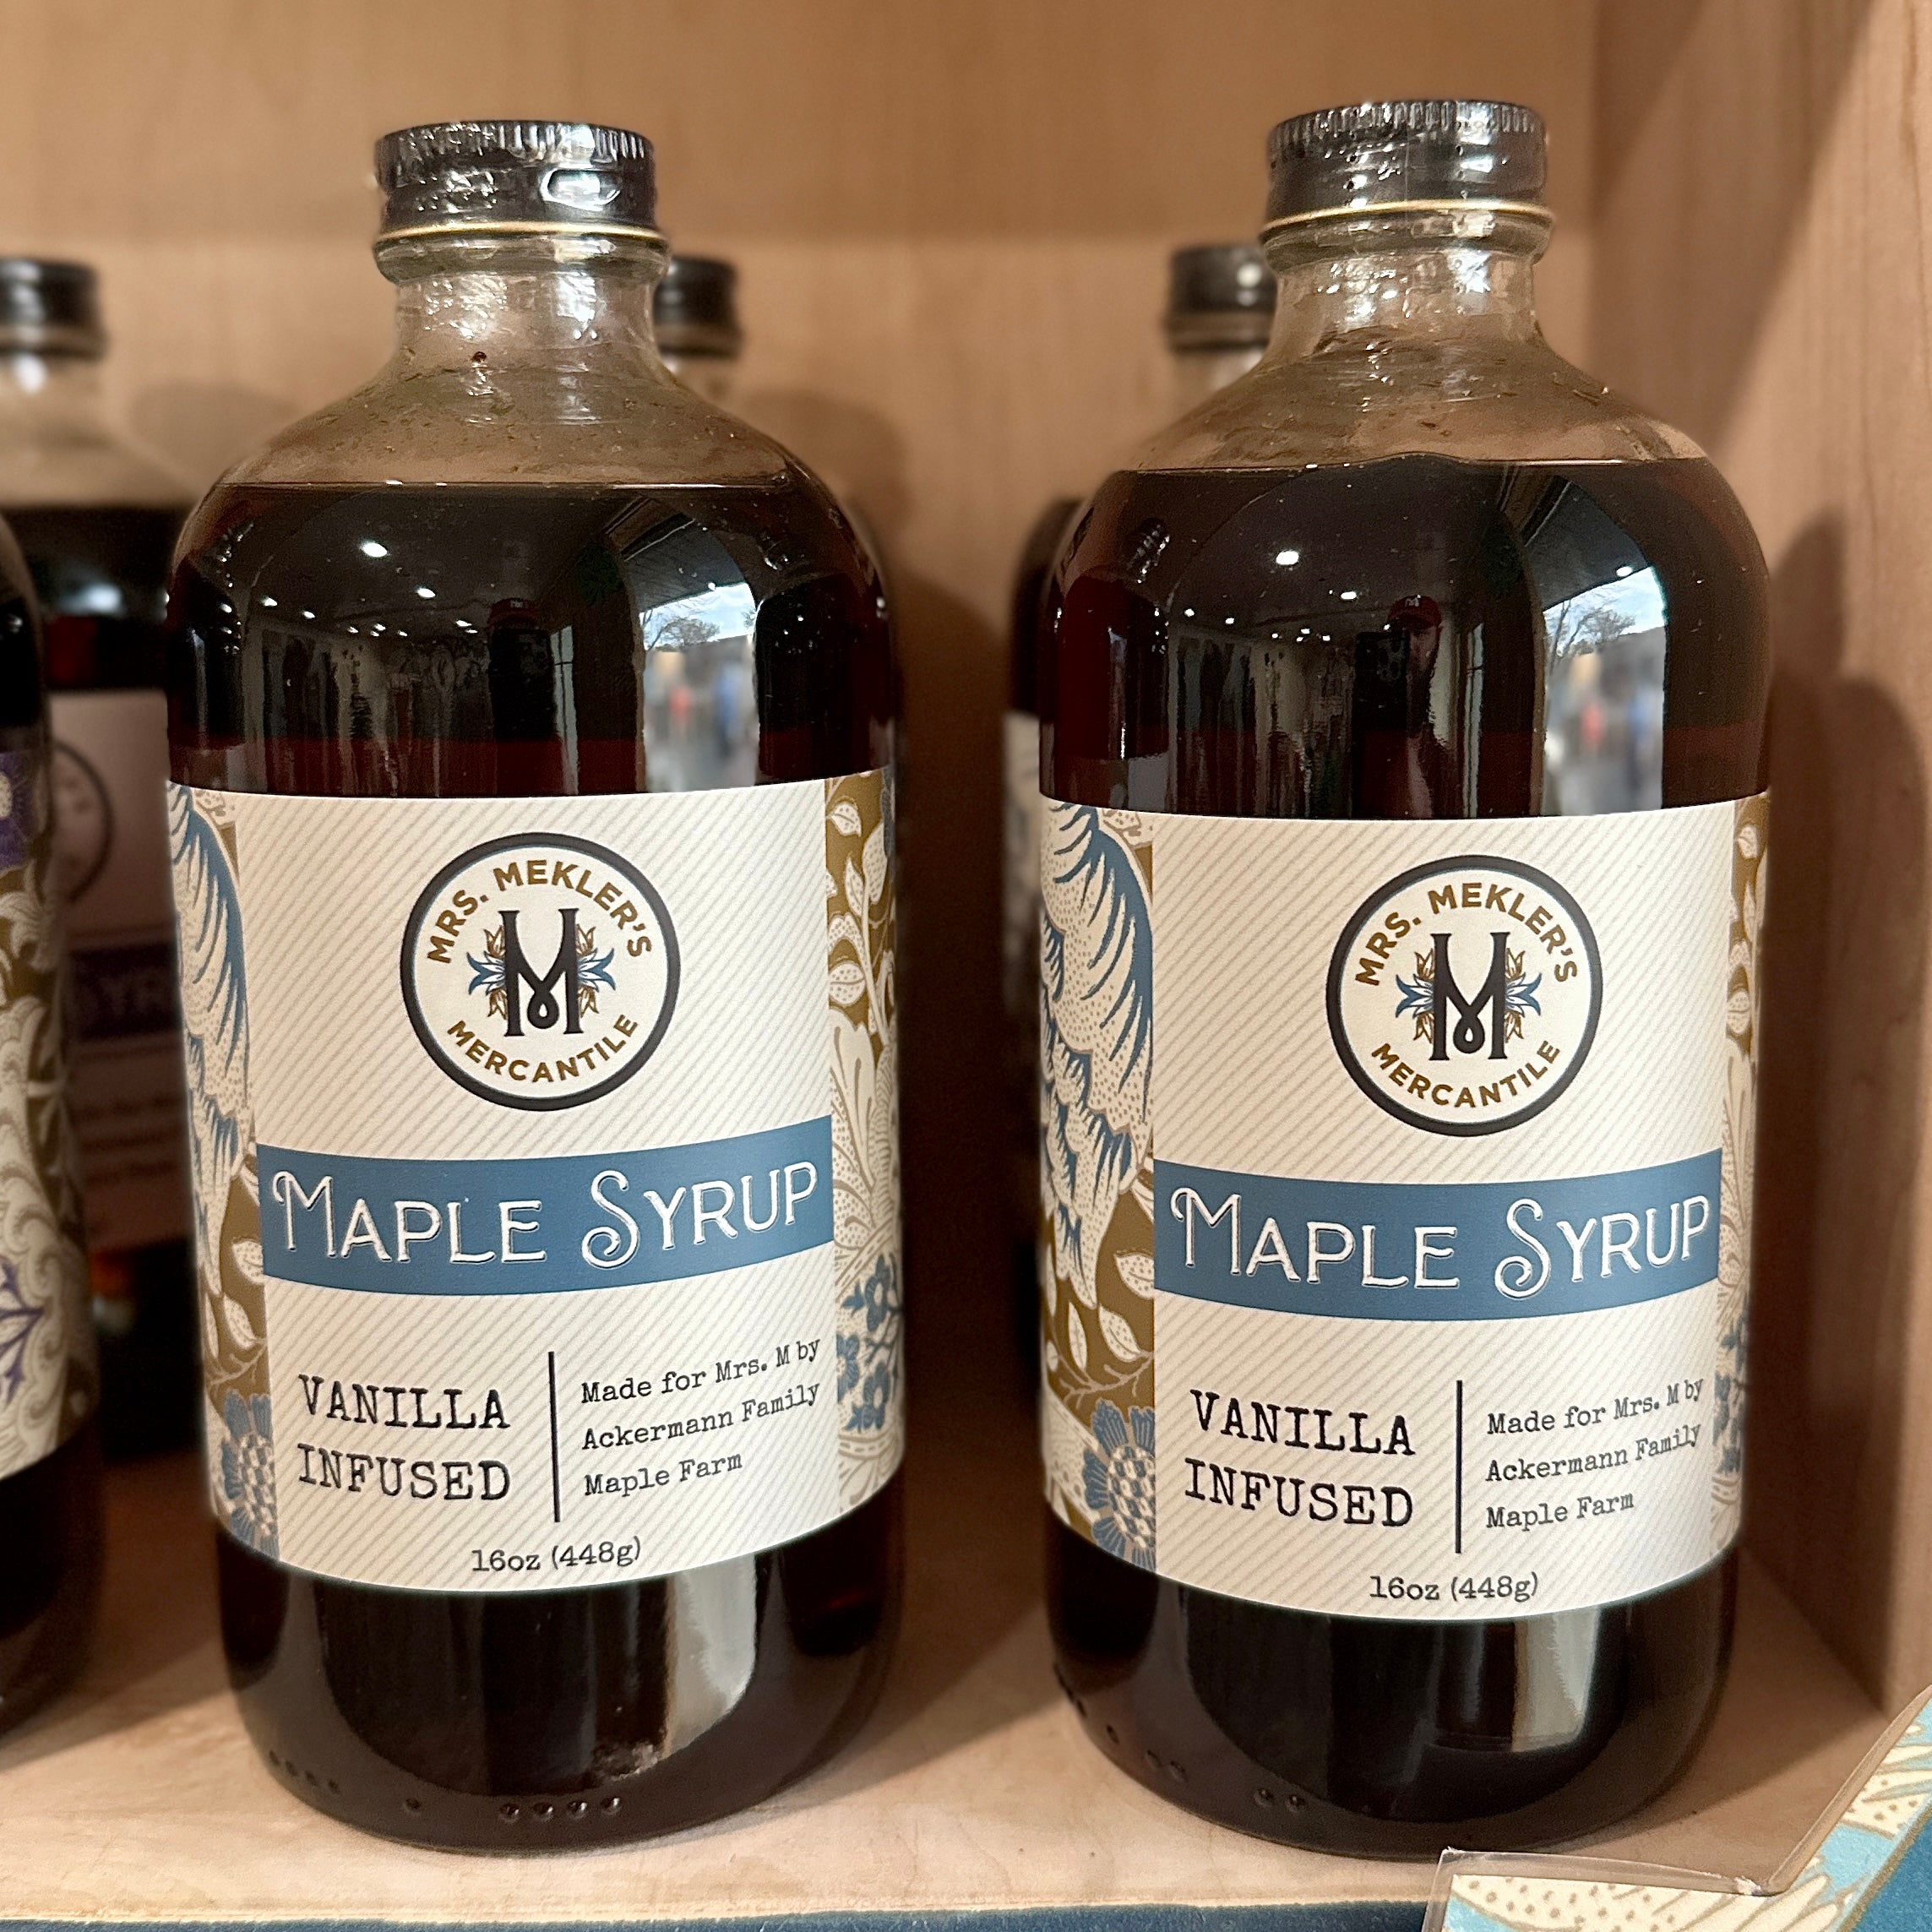 MRS. MEKLER'S
M
MERCANTILE
MAPLE SYRUP
VANILLA
INFUSED
Made for Mrs. M by
Ackermann Family
Maple Farm
16oz (448g)
MRS. MEKLER'S
M
MERCANTILE
MAPLE SYRUP
VANILLA
INFUSED
Made for Mrs. M by
Ackermann Family
Maple Farm
16oz (448g)